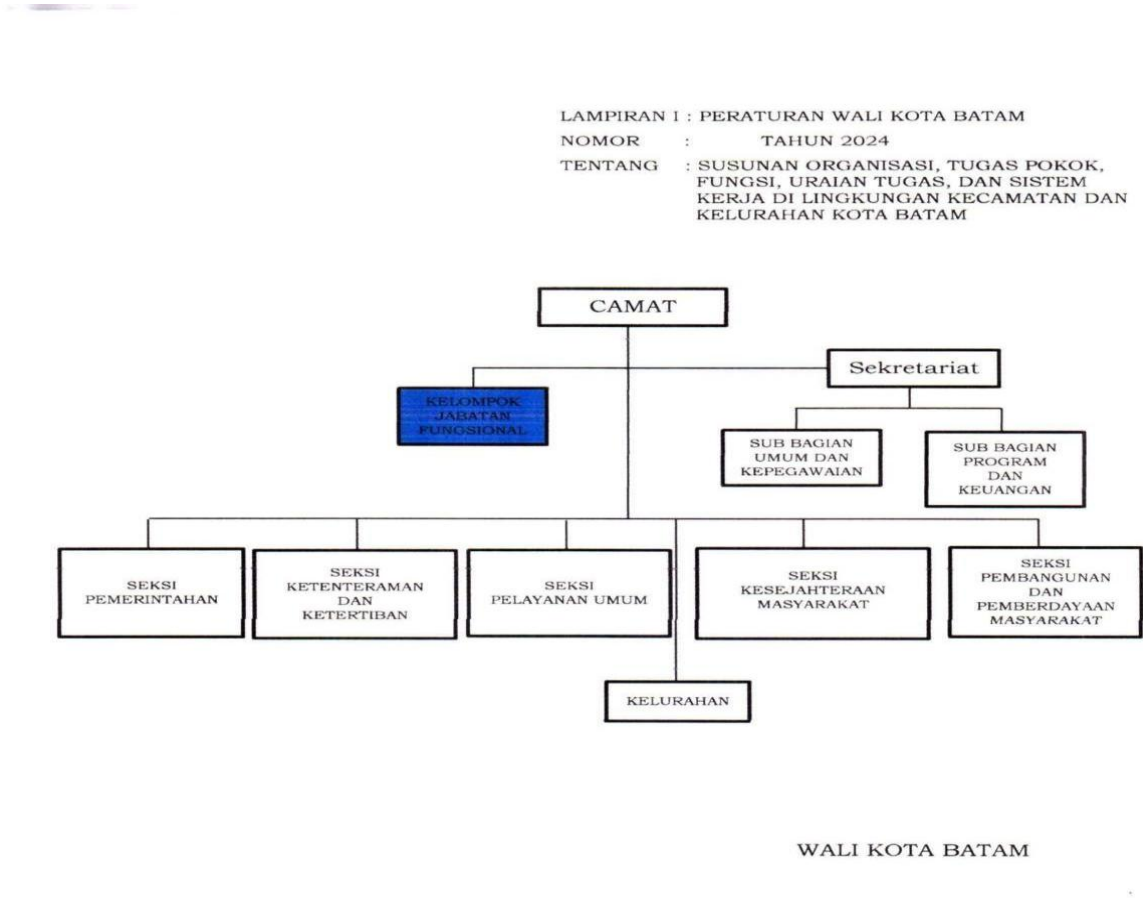 LAMPIRAN I : PERATURAN WALI KOTA BATAM
NOMOR : TAHUN 2024
TENTANG : SUSUNAN ORGANISASI, TUGAS POKOK,
FUNGSI, URAIAN TUGAS, DAN SISTEM
KERJA DI LINGKUNGAN KECAMATAN DAN
KELURAHAN KOTA BATAM
CAMAT
Sekretariat
KELOMPOK
JABATAN
FUNGSIONAL
SUB BAGIAN
UMUM DAN
KEPEGAWAIAN
SUB BAGIAN
PROGRAM
DAN
KEUANGAN
SEKSI
PEMERINTAHAN
SEKSI
KETENTERAMAN
DAN
KETERTIBAN
SEKSI
PELAYANAN UMUM
SEKSI
KESEJAHTERAAN
MASYARAKAT
SEKSI
PEMBANGUNAN
DAN
PEMBERDAYAAN
MASYARAKAT
KELURAHAN
WALI KOTA BATAM